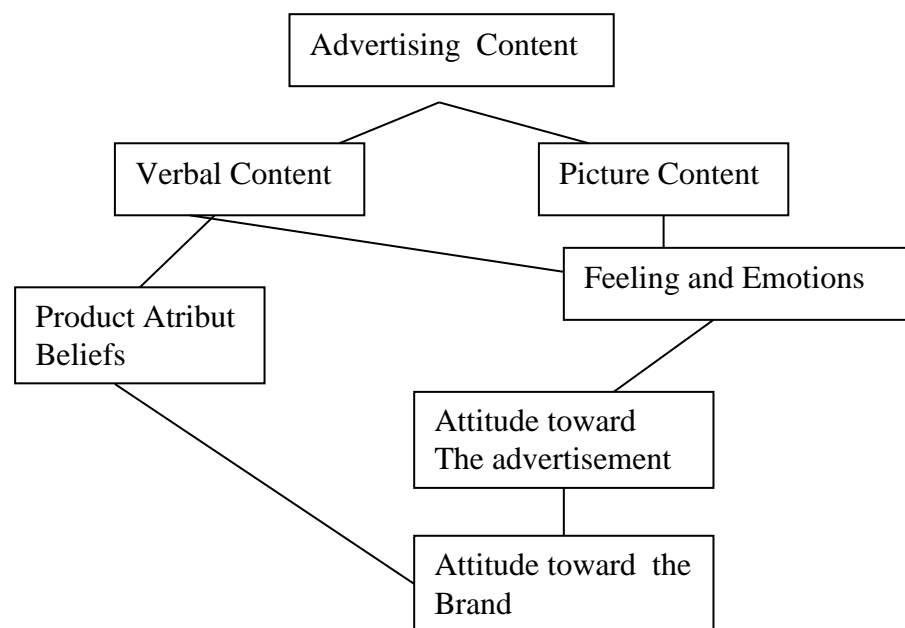 Advertising Content
Verbal Content
Picture Content
Feeling and Emotions
Product Atribut
Beliefs
Attitude toward
The advertisement
Attitude toward the
Brand